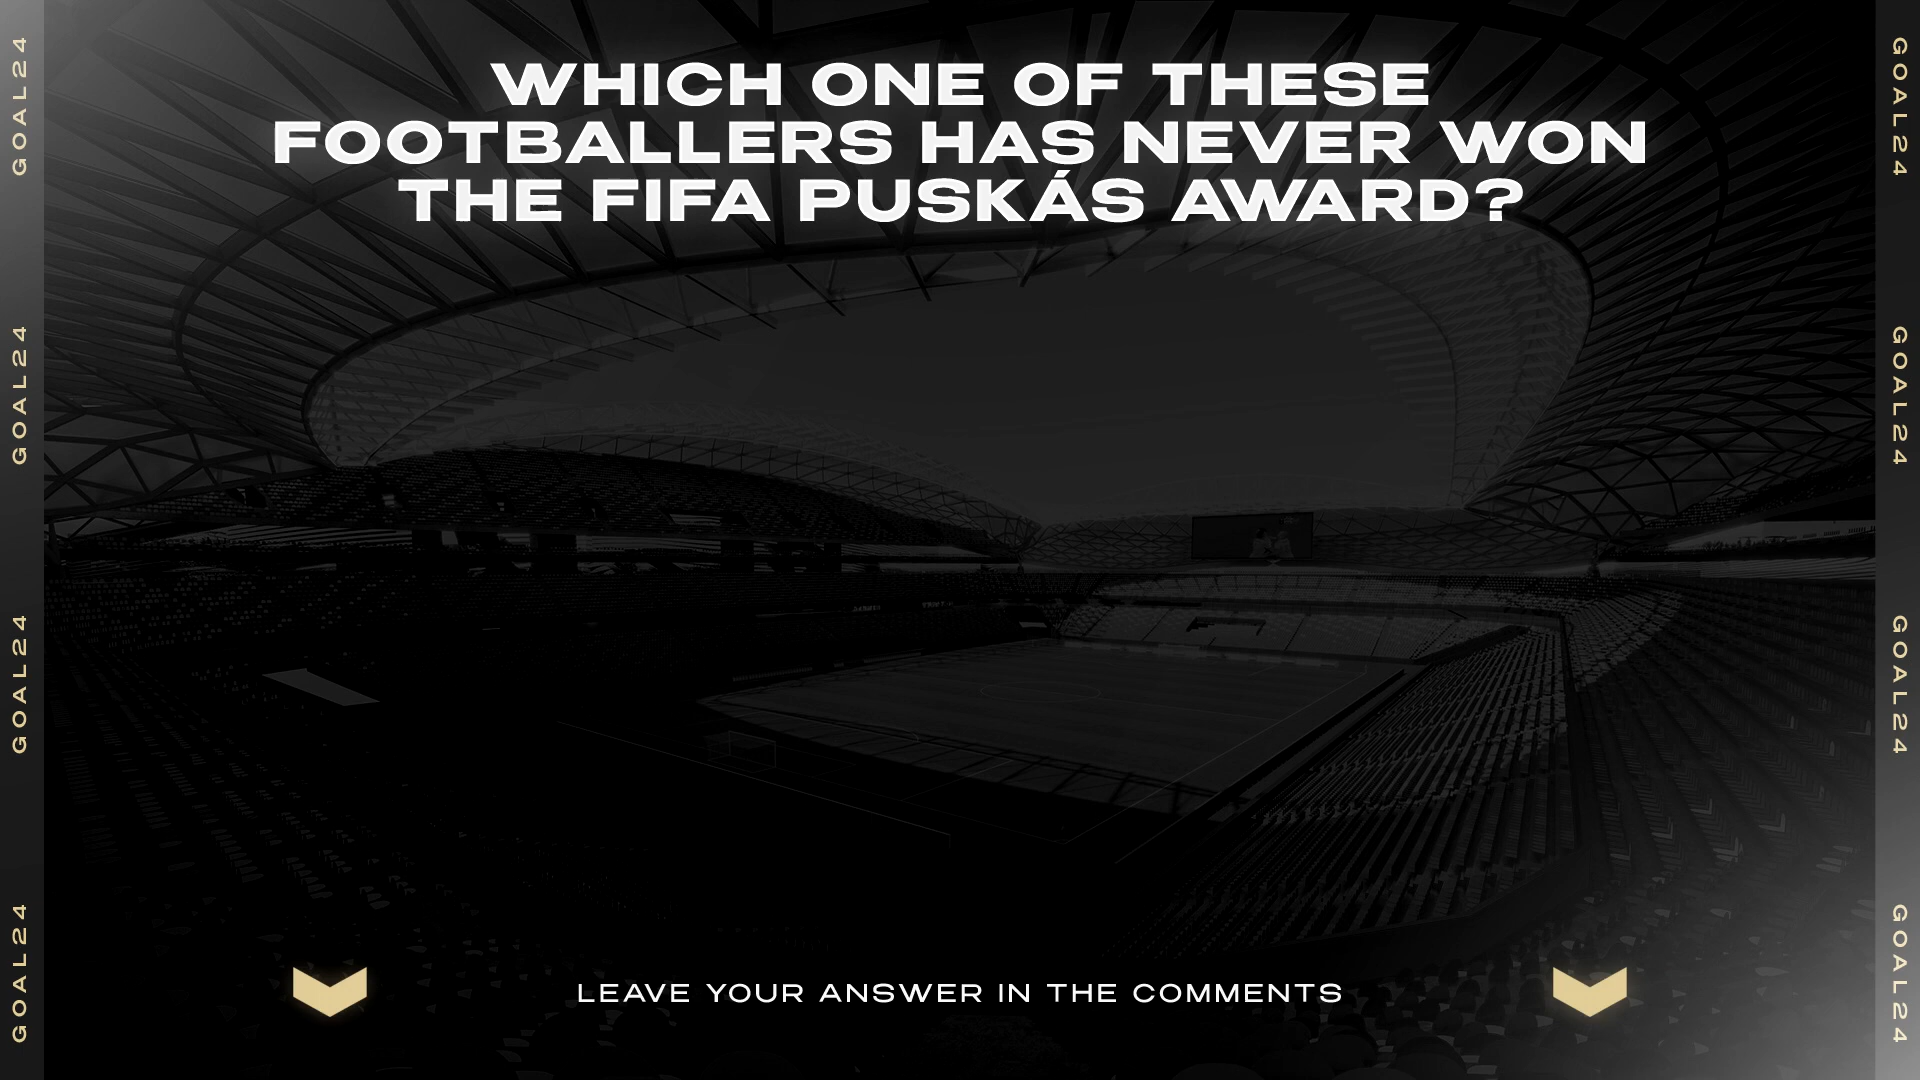 WHICH ONE OF THESE
FOOTBALLERS HAS NEVER WON
THE FIFA PUSKÁS AWARD?
LEAVE YOUR ANSWER IN THE COMMENTS
GOAL24
GOAL24
GOAL24
GOAL24
GOAL24
GOAL24
GOAL24
GOAL24